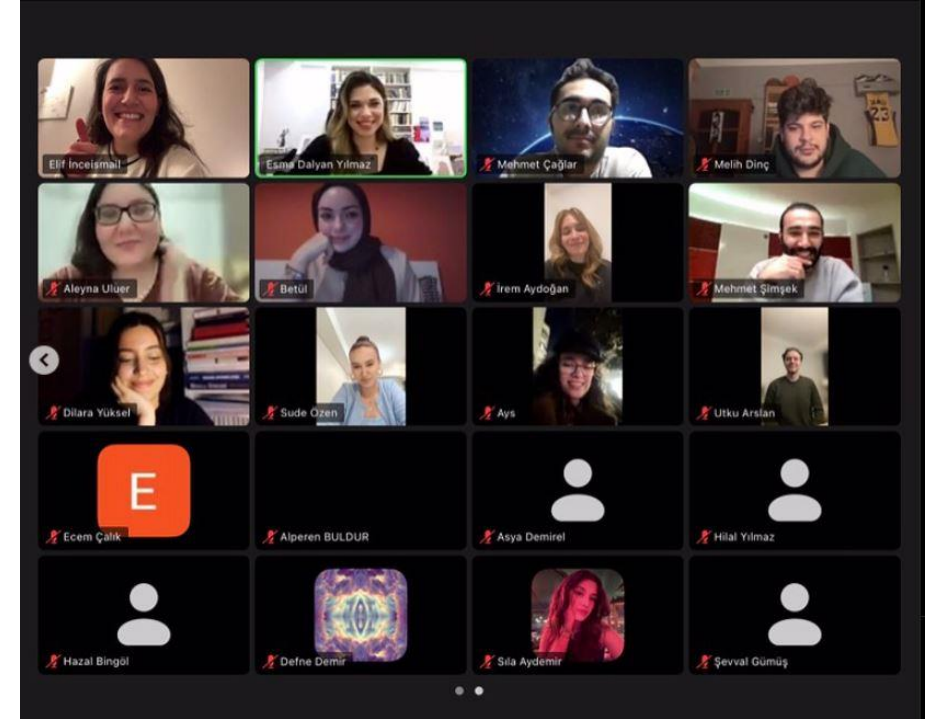 Elif İnceismail
Esma Dalyan Yılmaz
Mehmet Çağlar
Melih Dinç
23
Aleyna Uluer
Betül
İrem Aydoğan
Mehmet Şimşek
Dilara Yüksel
Sude Özen
Ays
Utku Arslan
E
Ecem Çalık
Alperen BULDUR
Asya Demirel
Hilal Yılmaz
Hazal Bingöl
Defne Demir
Sıla Aydemir
Şevval Gümüş